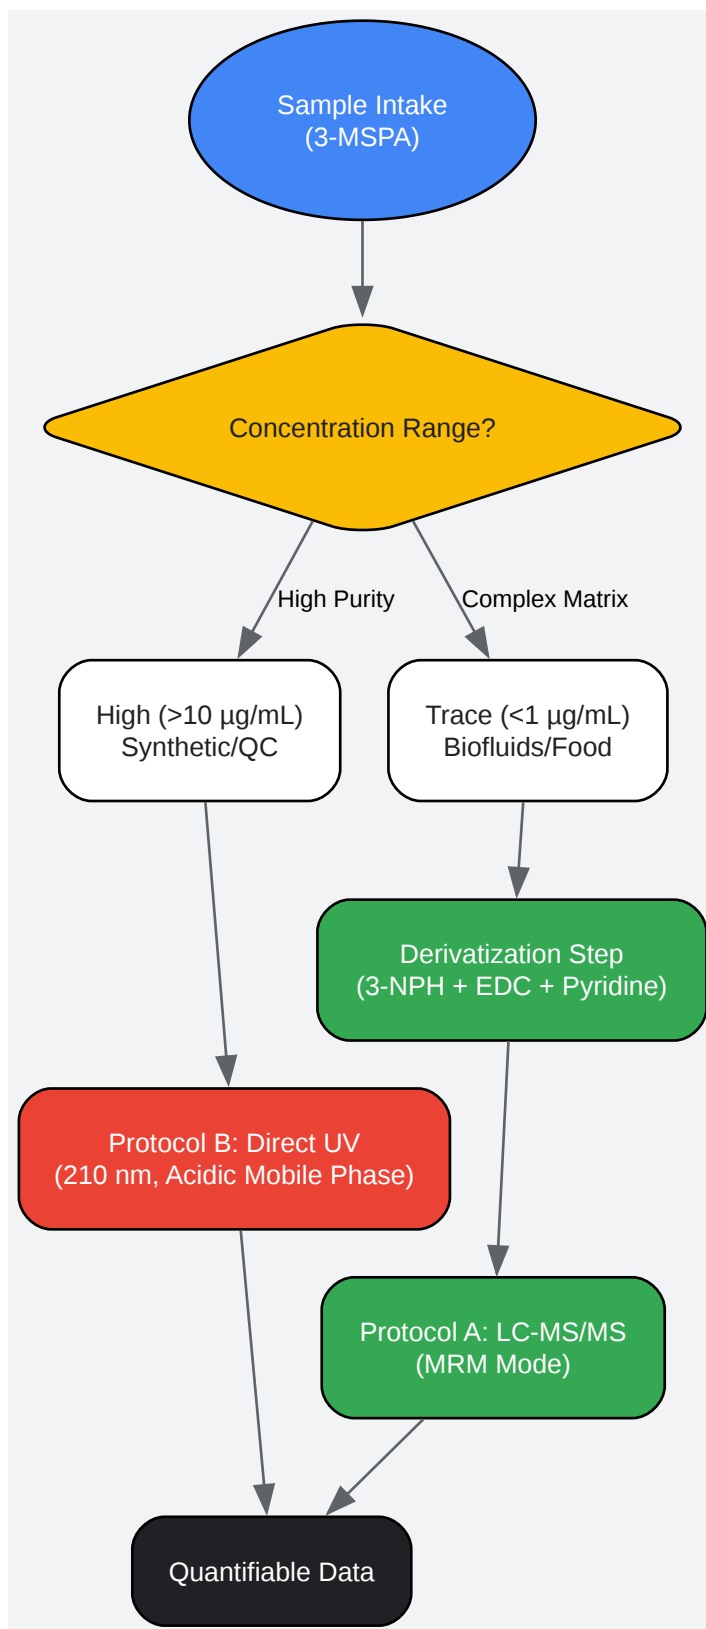 Sample Intake
(3-MSPA)
Concentration Range?
High Purity
Complex Matrix
High (>10 µg/mL)
Synthetic/QC
Trace (<1 µg/mL)
Biofluids/Food
Derivatization Step
(3-NPH + EDC + Pyridine)
Protocol B: Direct UV
(210 nm, Acidic Mobile Phase)
Protocol A: LC-MS/MS
(MRM Mode)
Quantifiable Data